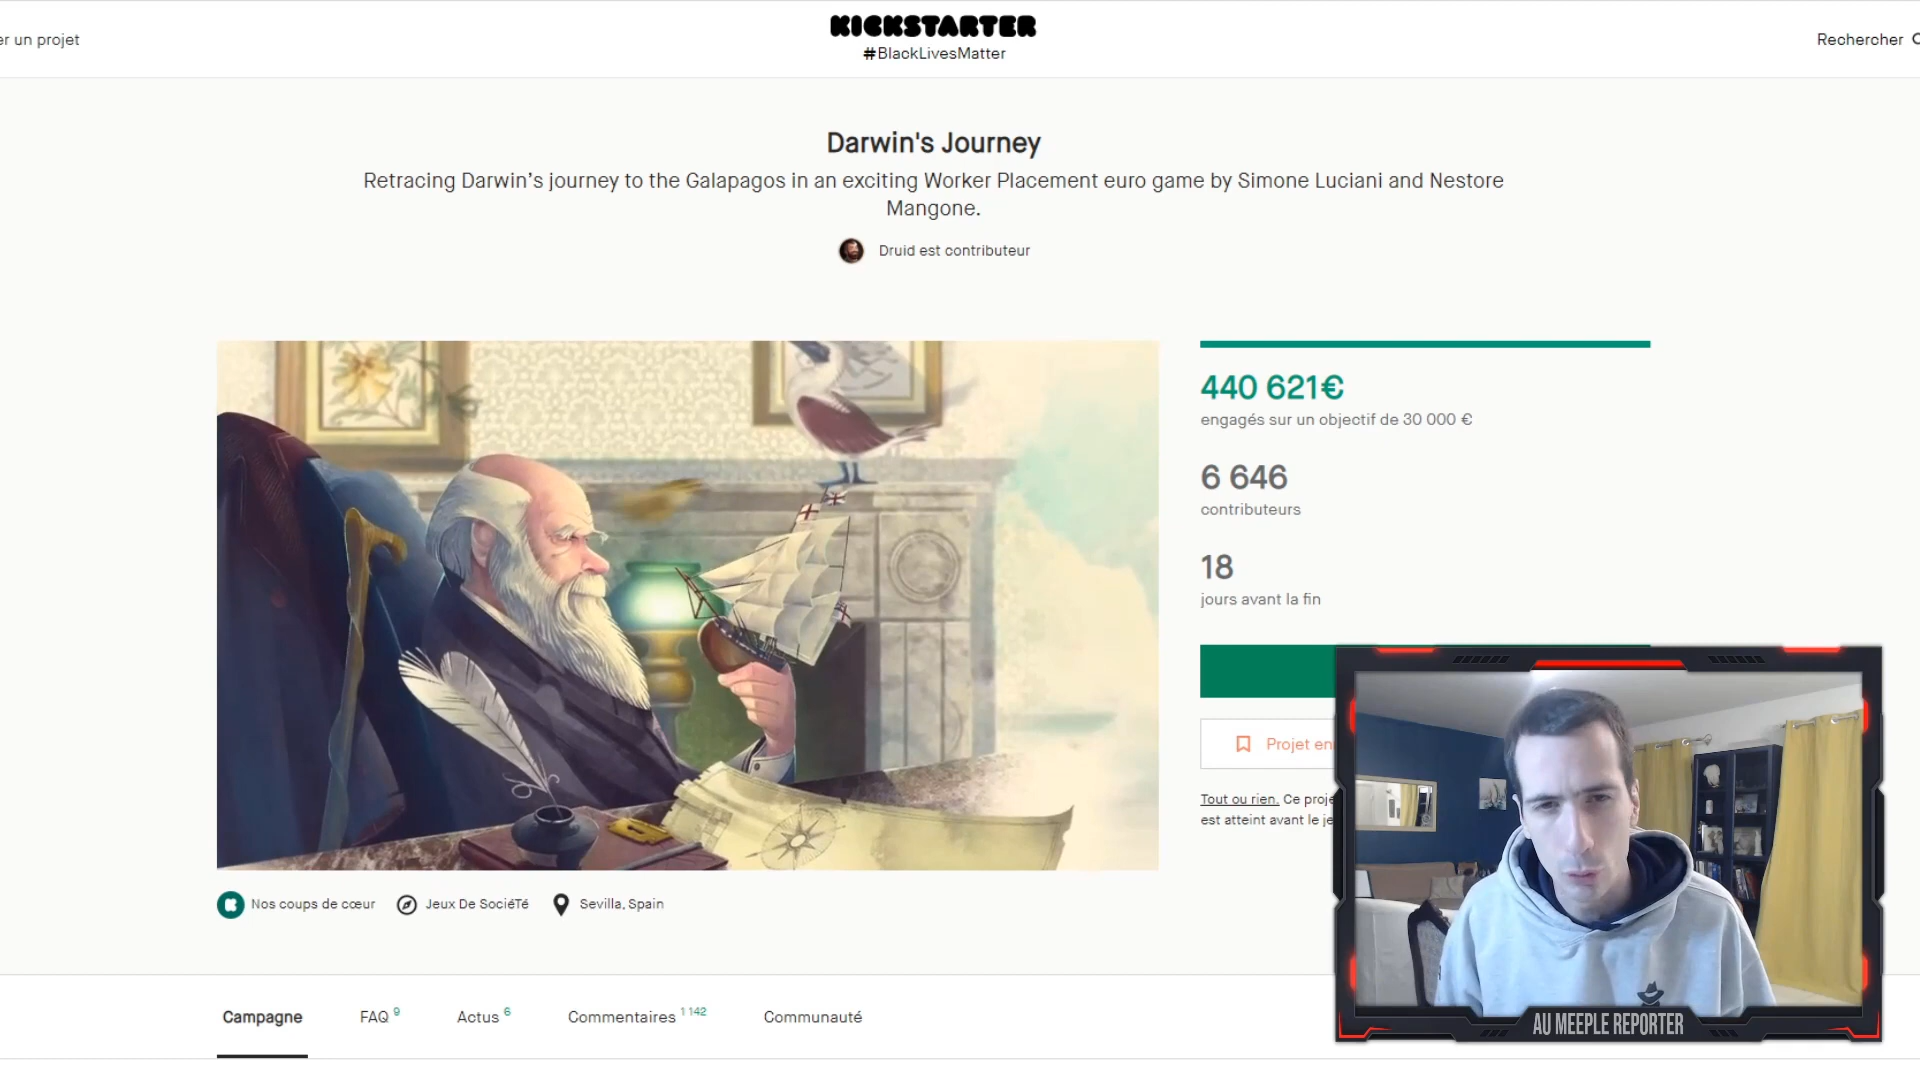 er un projet
KICKSTARTER
#BlackLivesMatter
Rechercher
Darwin's Journey
Retracing Darwin's journey to the Galapagos in an exciting Worker Placement euro game by Simone Luciani and Nestore
Mangone.
Druid est contributeur
440 621€
engagés sur un objectif de 30 000 €
6 646
contributeurs
18
jours avant la fin
Projet en
Tout ou rien. Ce proje
est atteint avant le je
Nos coups de cœur
Jeux De SociéTé
Sevilla, Spain
Campagne
FAQ 9
Actus 6
Commentaires 1 142
Communauté
AU MEEPLE REPORTER